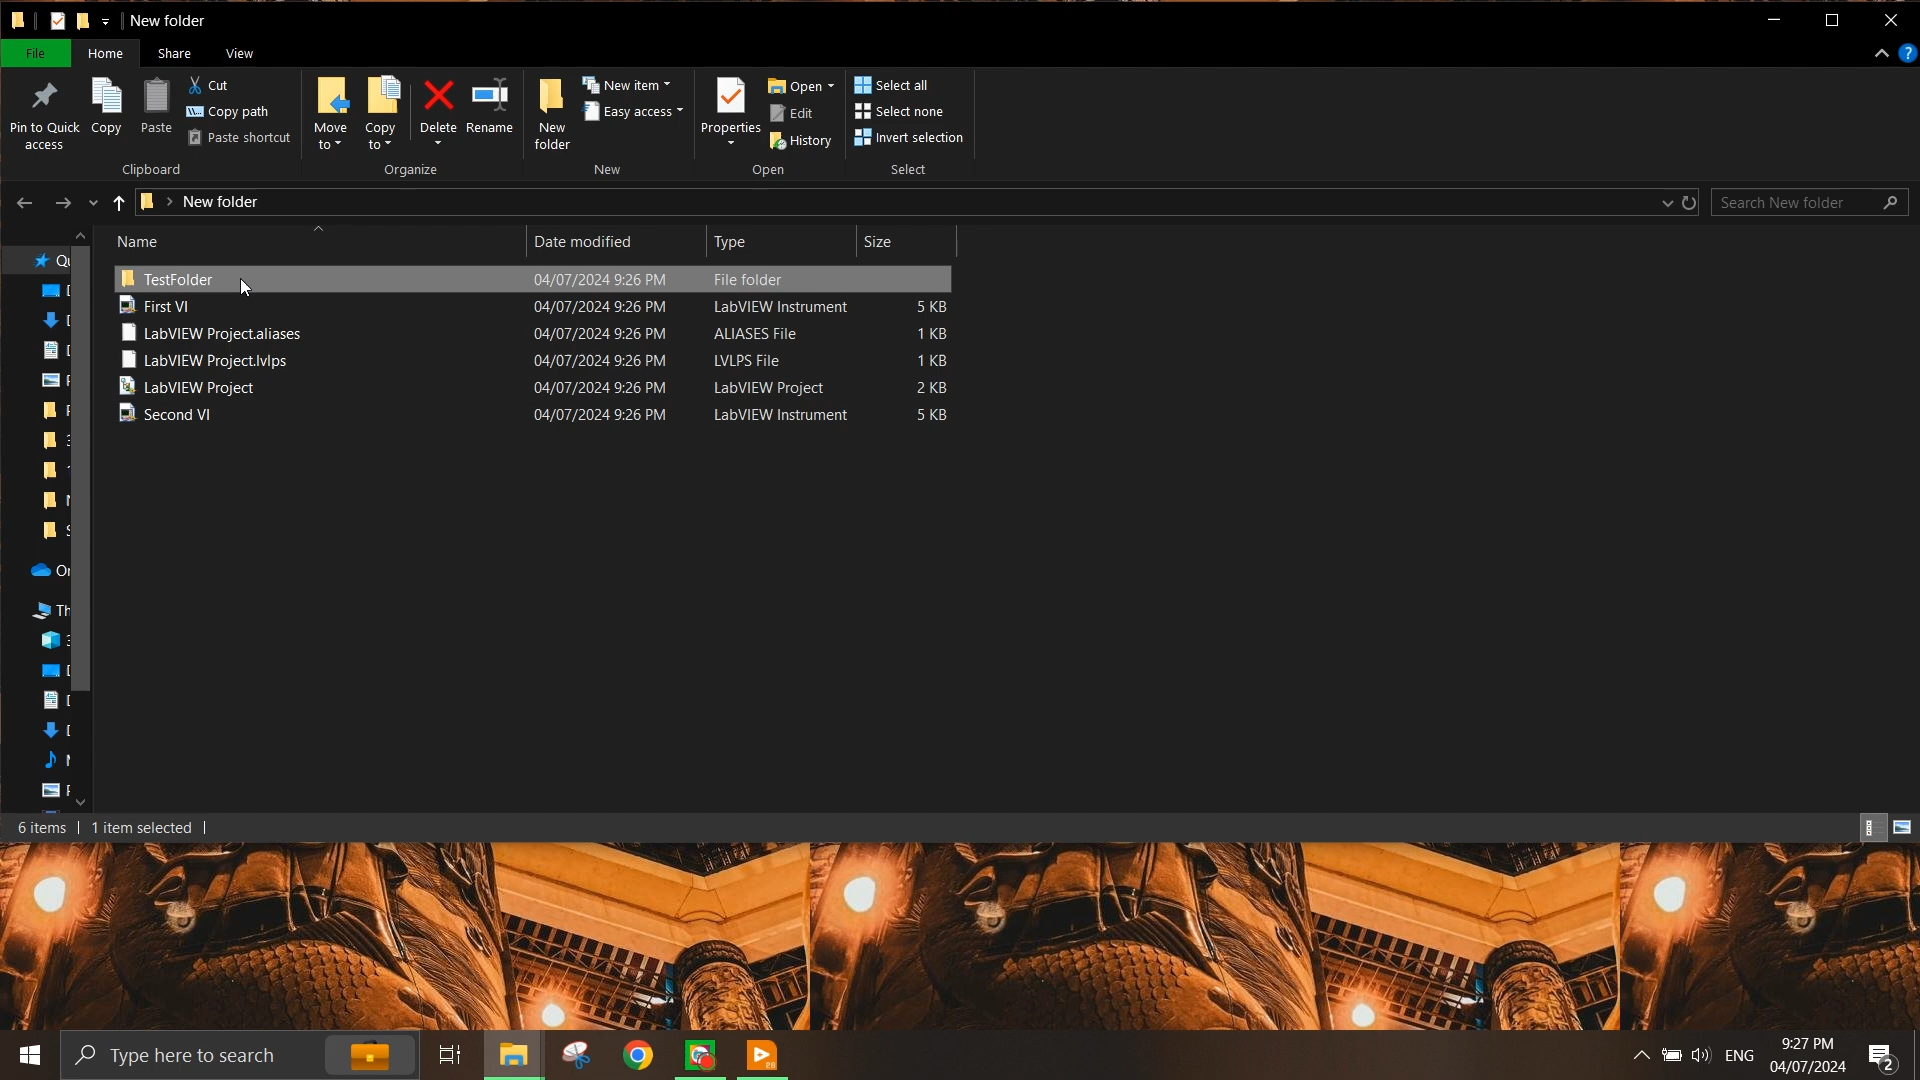 New folder
File Home Share View
Pin to Quick access
Copy
Paste
Cut
Copy path
Paste shortcut
Clipboard
Move to
Copy to
Delete
Rename
Organize
New folder
New item
Easy access
New
Properties
Open
Edit
History
Open
Select all
Select none
Invert selection
Select
New folder
Search New folder
Name Date modified Type Size
TestFolder 04/07/2024 9:26 PM File folder
First VI 04/07/2024 9:26 PM LabVIEW Instrument 5 KB
LabVIEW Project.aliases 04/07/2024 9:26 PM ALIASES File 1 KB
LabVIEW Project.lvlps 04/07/2024 9:26 PM LVLPS File 1 KB
LabVIEW Project 04/07/2024 9:26 PM LabVIEW Project 2 KB
Second VI 04/07/2024 9:26 PM LabVIEW Instrument 5 KB
6 items 1 item selected
Type here to search
ENG
9:27 PM
04/07/2024
2